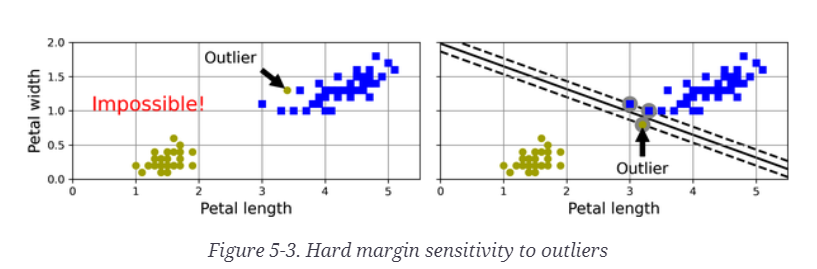 Outlier
Impossible!
Petal width
2.0
1.5
1.0
0.5
0.0
0 1 2 3 4 5
Petal length
Outlier
0 1 2 3 4 5
Petal length
Figure 5-3. Hard margin sensitivity to outliers